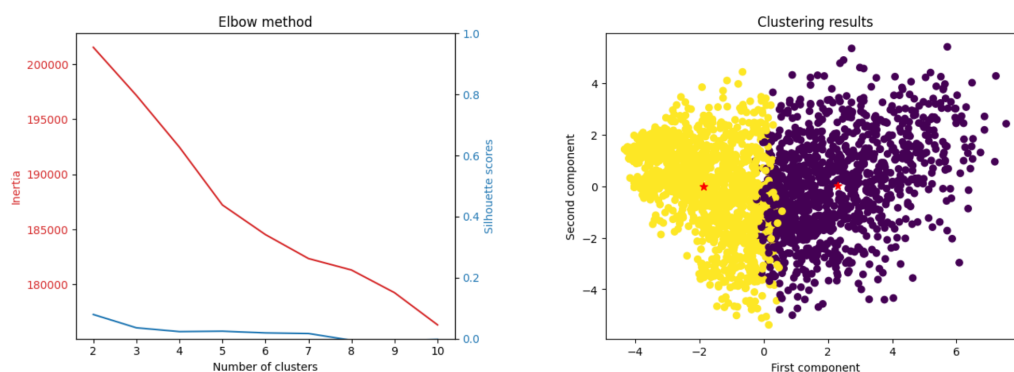 Elbow method
200000
195000
190000
185000
180000
Inertia
1.0
0.8
0.6
0.4
0.2
0.0
Silhouette scores
2 3 4 5 6 7 8 9 10
Number of clusters
Clustering results
4
2
0
−2
−4
Second component
−4 −2 0 2 4 6
First component